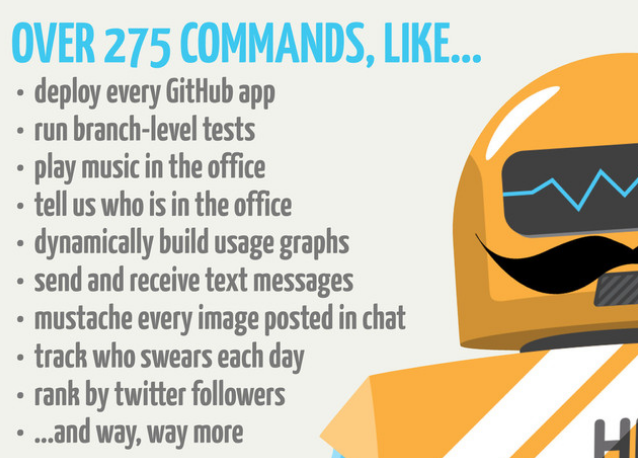 OVER 275 COMMANDS, LIKE...
• deploy every GitHub app
• run branch-level tests
• play music in the office
• tell us who is in the office
• dynamically build usage graphs
• send and receive text messages
• mustache every image posted in chat
• track who swears each day
• rank by twitter followers
• ...and way, way more